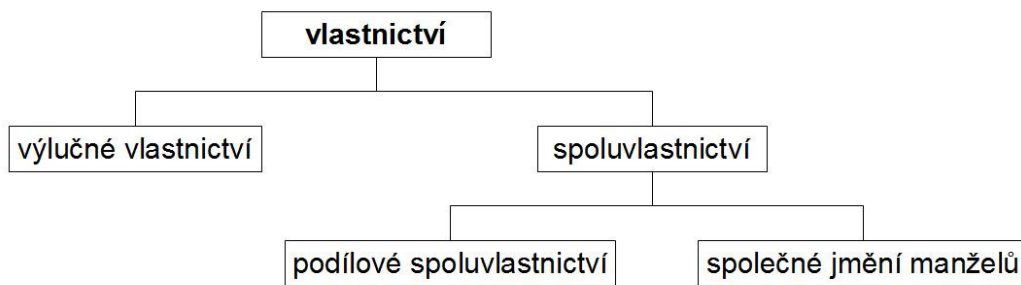 vlastnictví
výlučné vlastnictví
spoluvlastnictví
podílové spoluvlastnictví
společné jmění manželů